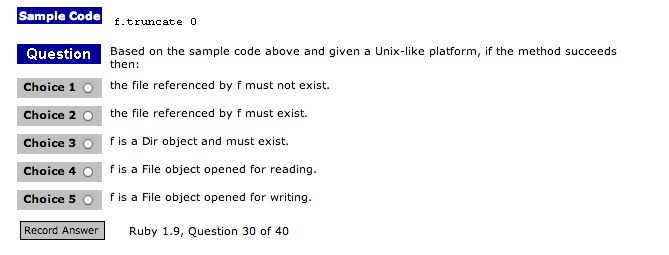 Sample Code f.truncate 0
Question Based on the sample code above and given a Unix-like platform, if the method succeeds
then:
Choice 1 the file referenced by f must not exist.
Choice 2 the file referenced by f must exist.
Choice 3 f is a Dir object and must exist.
Choice 4 f is a File object opened for reading.
Choice 5 f is a File object opened for writing.
Record Answer Ruby 1.9, Question 30 of 40